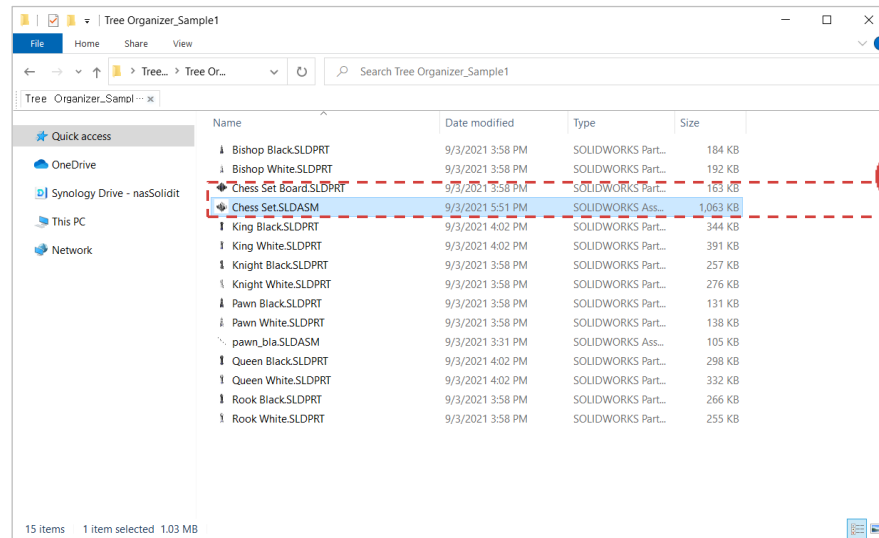 Tree Organizer_Sample1
File Home Share View
Tree... Tree Or... Search Tree Organizer_Sample1
Tree Organizer_Sampl ···
Name Date modified Type Size
Quick access
OneDrive
Synology Drive - nasSolidit
This PC
Network
Bishop Black.SLDPRT 9/3/2021 3:58 PM SOLIDWORKS Part... 184 KB
Bishop White.SLDPRT 9/3/2021 3:58 PM SOLIDWORKS Part... 192 KB
Chess Set Board.SLDPRT 9/3/2021 3:58 PM SOLIDWORKS Part... 163 KB
Chess Set.SLDASM 9/3/2021 5:51 PM SOLIDWORKS Ass... 1,063 KB
King Black.SLDPRT 9/3/2021 4:02 PM SOLIDWORKS Part... 344 KB
King White.SLDPRT 9/3/2021 4:02 PM SOLIDWORKS Part... 391 KB
Knight Black.SLDPRT 9/3/2021 3:58 PM SOLIDWORKS Part... 257 KB
Knight White.SLDPRT 9/3/2021 3:58 PM SOLIDWORKS Part... 276 KB
Pawn Black.SLDPRT 9/3/2021 3:58 PM SOLIDWORKS Part... 131 KB
Pawn White.SLDPRT 9/3/2021 3:58 PM SOLIDWORKS Part... 138 KB
pawn_bla.SLDASM 9/3/2021 3:31 PM SOLIDWORKS Ass... 105 KB
Queen Black.SLDPRT 9/3/2021 4:02 PM SOLIDWORKS Part... 298 KB
Queen White.SLDPRT 9/3/2021 4:02 PM SOLIDWORKS Part... 332 KB
Rook Black.SLDPRT 9/3/2021 3:58 PM SOLIDWORKS Part... 266 KB
Rook White.SLDPRT 9/3/2021 3:58 PM SOLIDWORKS Part... 255 KB
15 items 1 item selected 1.03 MB